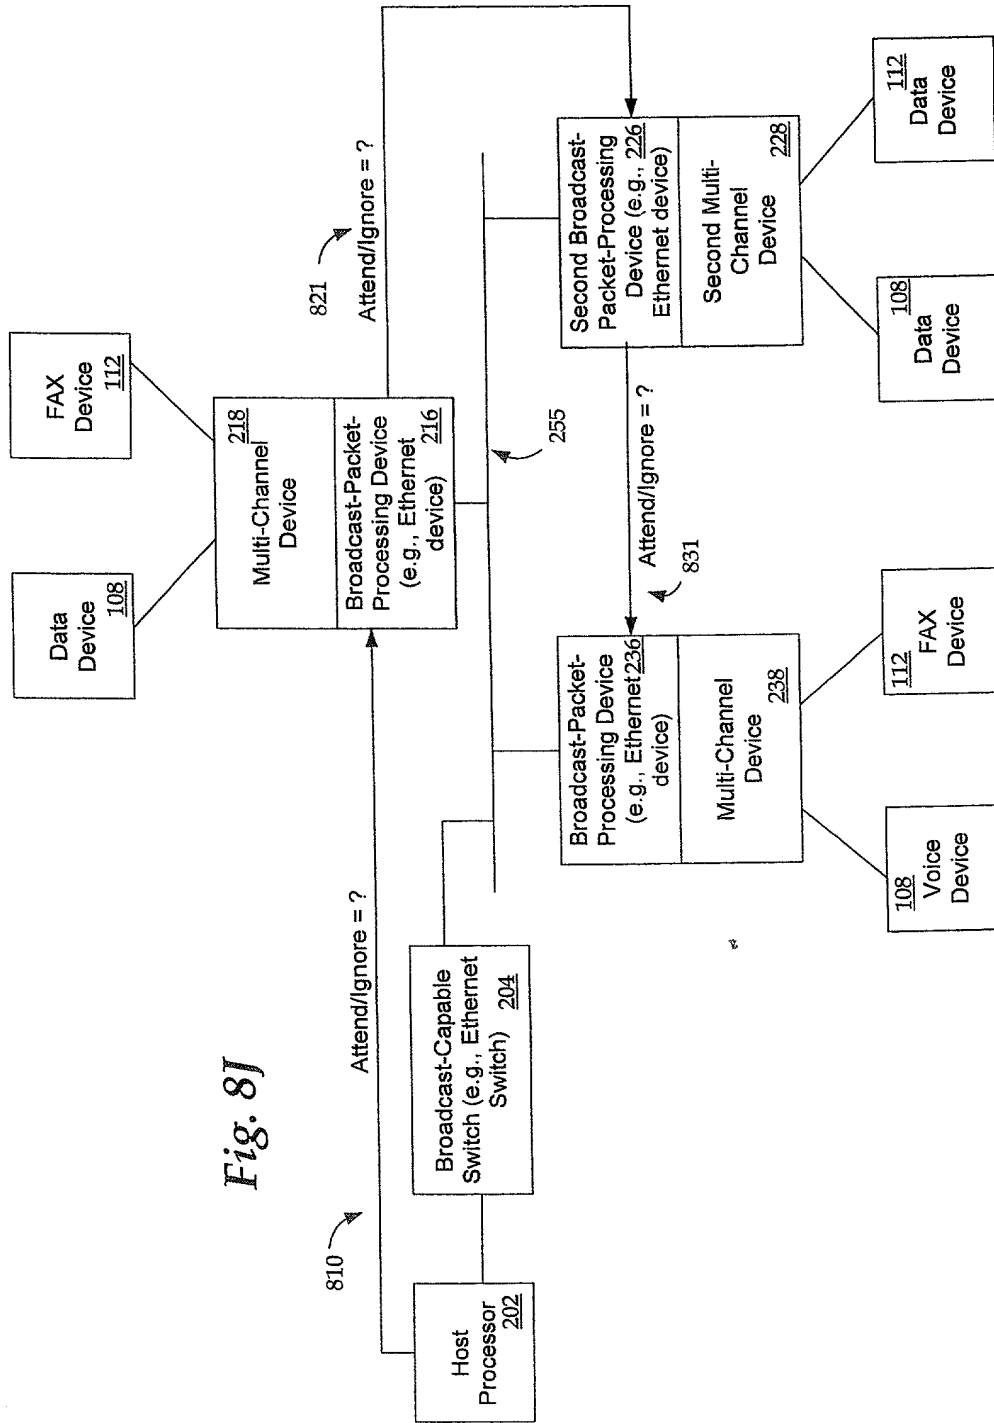 Fig. 8J
Data
Device
108
FAX
Device
112
Multi-Channel
Device
218
Broadcast-Packet-
Processing Device
(e.g., Ethernet
device)
216
821
Attend/Ignore = ?
810
Attend/Ignore = ?
Host
Processor
202
Broadcast-Capable
Switch (e.g., Ethernet
Switch)
204
255
831
Attend/Ignore = ?
Broadcast-Packet-
Processing Device
(e.g., Ethernet
device)
236
Multi-Channel
Device
238
Second Broadcast-
Packet-Processing
Device (e.g.,
Ethernet device)
226
Second Multi-
Channel
Device
228
108
Voice
Device
112
FAX
Device
108
Data
Device
112
Data
Device